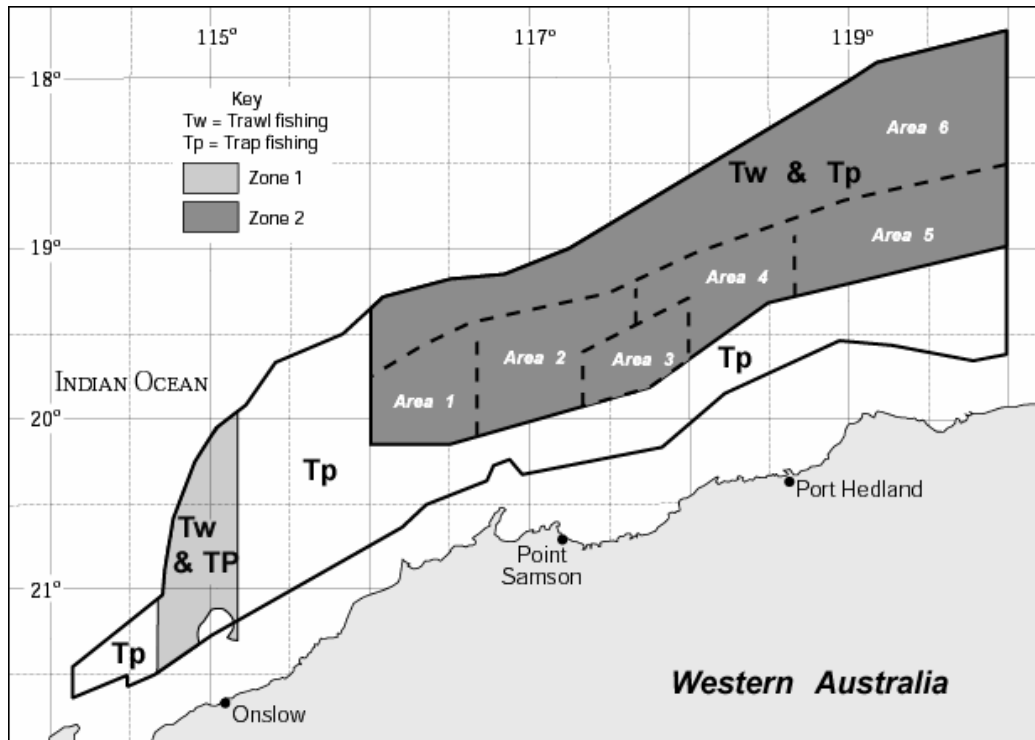 115°
117°
119°
18°
19°
20°
21°
Key
Tw = Trawl fishing
Tp = Trap fishing
Zone 1
Zone 2
Area 6
Tw & Tp
Area 5
Area 4
Area 2
Area 3
Tp
Area 1
INDIAN OCEAN
Tp
Port Hedland
Tw
& TP
Point
Samson
Tp
Western Australia
Onslow